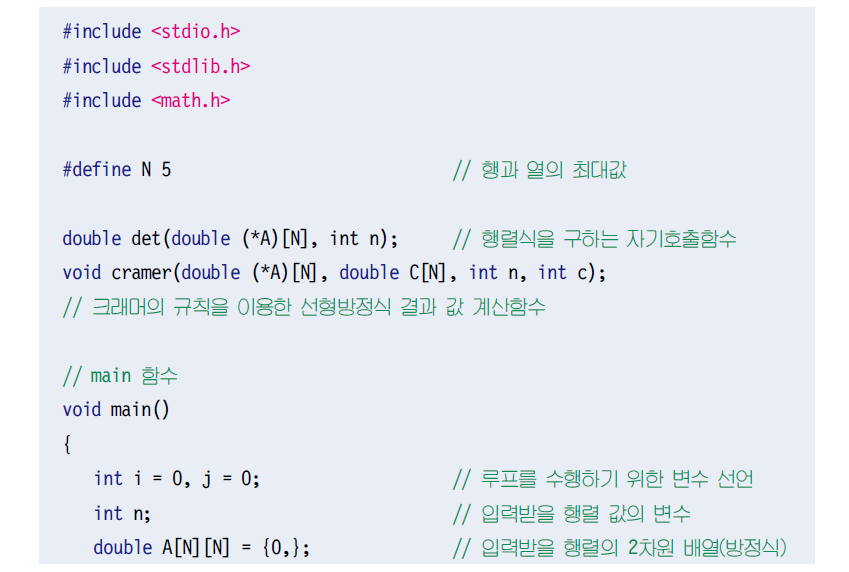 #include <stdio.h>
#include <stdlib.h>
#include <math.h>
#define N 5 // 행과 열의 최대값
double det(double (*A)[N], int n); // 행렬식을 구하는 자기호출함수
void cramer(double (*A)[N], double C[N], int n, int c);
// 크래머의 규칙을 이용한 선형방정식 결과 값 계산함수
// main 함수
void main()
{
int i = 0, j = 0; // 루프를 수행하기 위한 변수 선언
int n; // 입력받을 행렬 값의 변수
double A[N][N] = {0,}; // 입력받을 행렬의 2차원 배열(방정식)